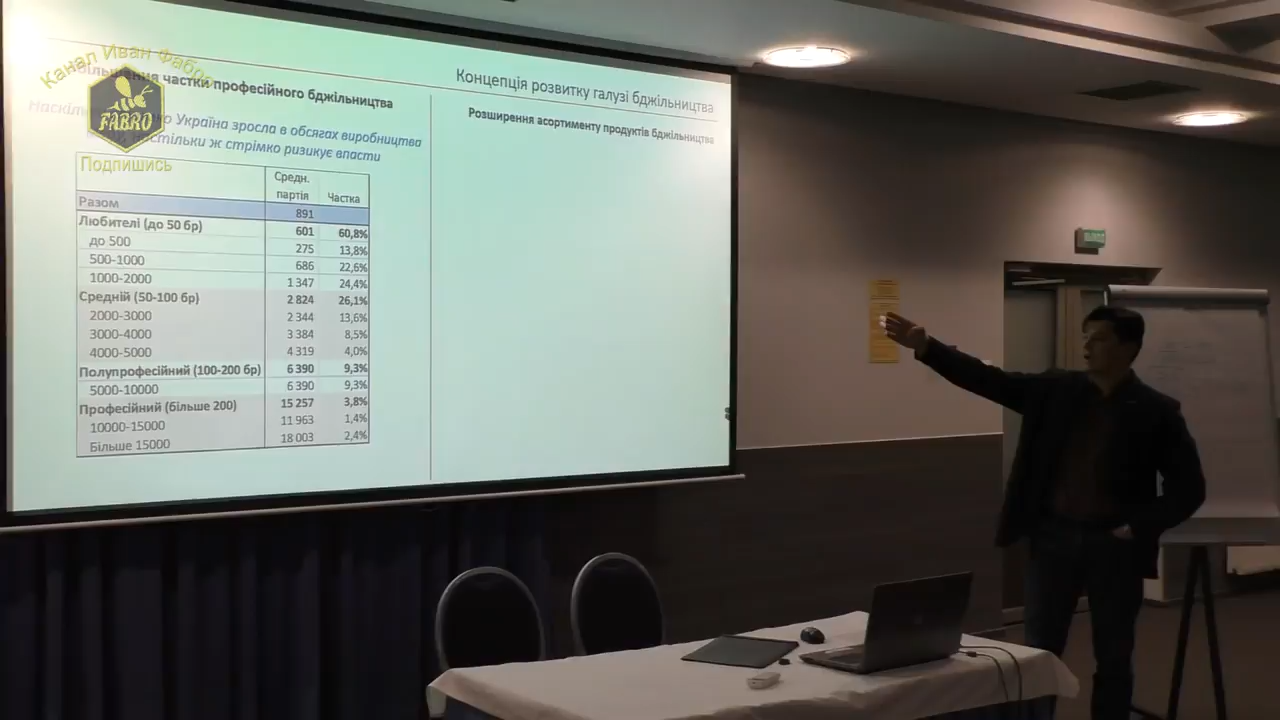 Канал Иван Фабро
FABRO
Подпишись
Концепція розвитку галузі бджільництва
частки професійного бджільництва
Україна зросла в обсягах виробництва
постільки ж стрімко ризикує впасти
Средн. партія Частка
Разом 891
Любителі (до 50 бр) 601 60,8%
до 500 275 13,8%
500-1000 686 22,6%
1000-2000 1 347 24,4%
Средній (50-100 бр) 2 824 26,1%
2000-3000 2 344 13,6%
3000-4000 3 384 8,5%
4000-5000 4 319 4,0%
Полупрофесійний (100-200 бр) 6 390 9,3%
5000-10000 6 390 9,3%
Професійний (більше 200) 15 257 3,8%
10000-15000 11 963 1,4%
Більше 15000 18 003 2,4%
Розширення асортименту продуктів бджільництва